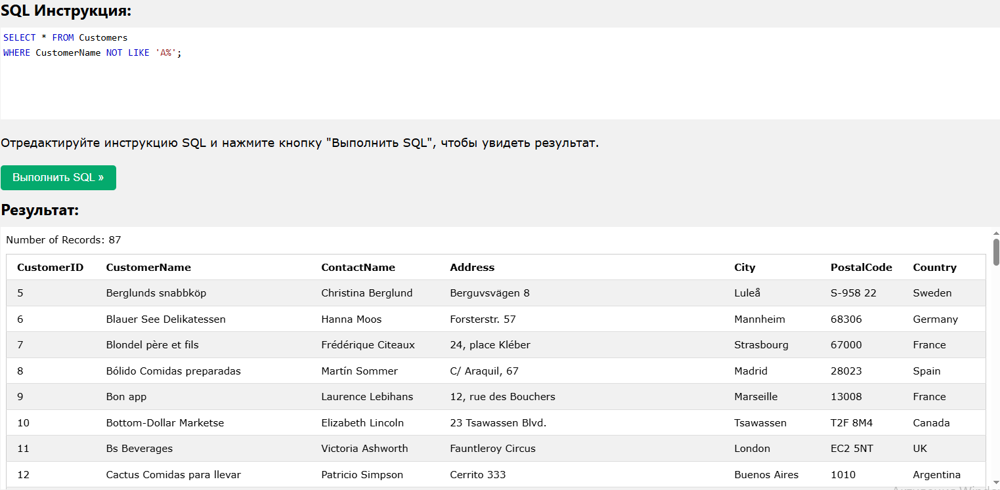 SQL Инструкция:
SELECT * FROM Customers
WHERE CustomerName NOT LIKE 'A%';
Отредактируйте инструкцию SQL и нажмите кнопку "Выполнить SQL", чтобы увидеть результат.
Выполнить SQL »
Результат:
Number of Records: 87
CustomerID CustomerName ContactName Address City PostalCode Country
5 Berglunds snabbköp Christina Berglund Berguvsvägen 8 Luleå S-958 22 Sweden
6 Blauer See Delikatessen Hanna Moos Forsterstr. 57 Mannheim 68306 Germany
7 Blondel père et fils Frédérique Citeaux 24, place Kléber Strasbourg 67000 France
8 Bólido Comidas preparadas Martín Sommer C/ Araquil, 67 Madrid 28023 Spain
9 Bon app Laurence Lebihans 12, rue des Bouchers Marseille 13008 France
10 Bottom-Dollar Marketse Elizabeth Lincoln 23 Tsawassen Blvd. Tsawassen T2F 8M4 Canada
11 Bs Beverages Victoria Ashworth Fauntleroy Circus London EC2 5NT UK
12 Cactus Comidas para llevar Patricio Simpson Cerrito 333 Buenos Aires 1010 Argentina